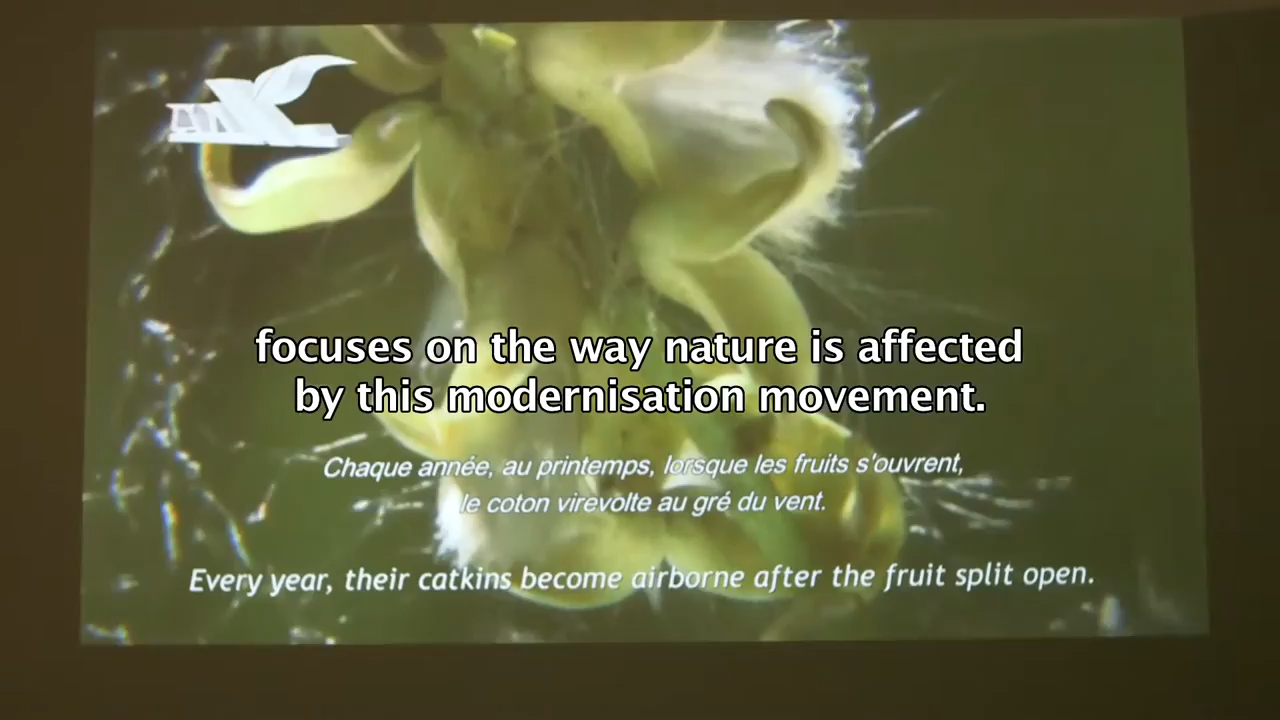 focuses on the way nature is affected
by this modernisation movement.
Chaque année, au printemps, lorsque les fruits s'ouvrent,
le coton virevolte au gré du vent.
Every year, their catkins become airborne after the fruit split open.